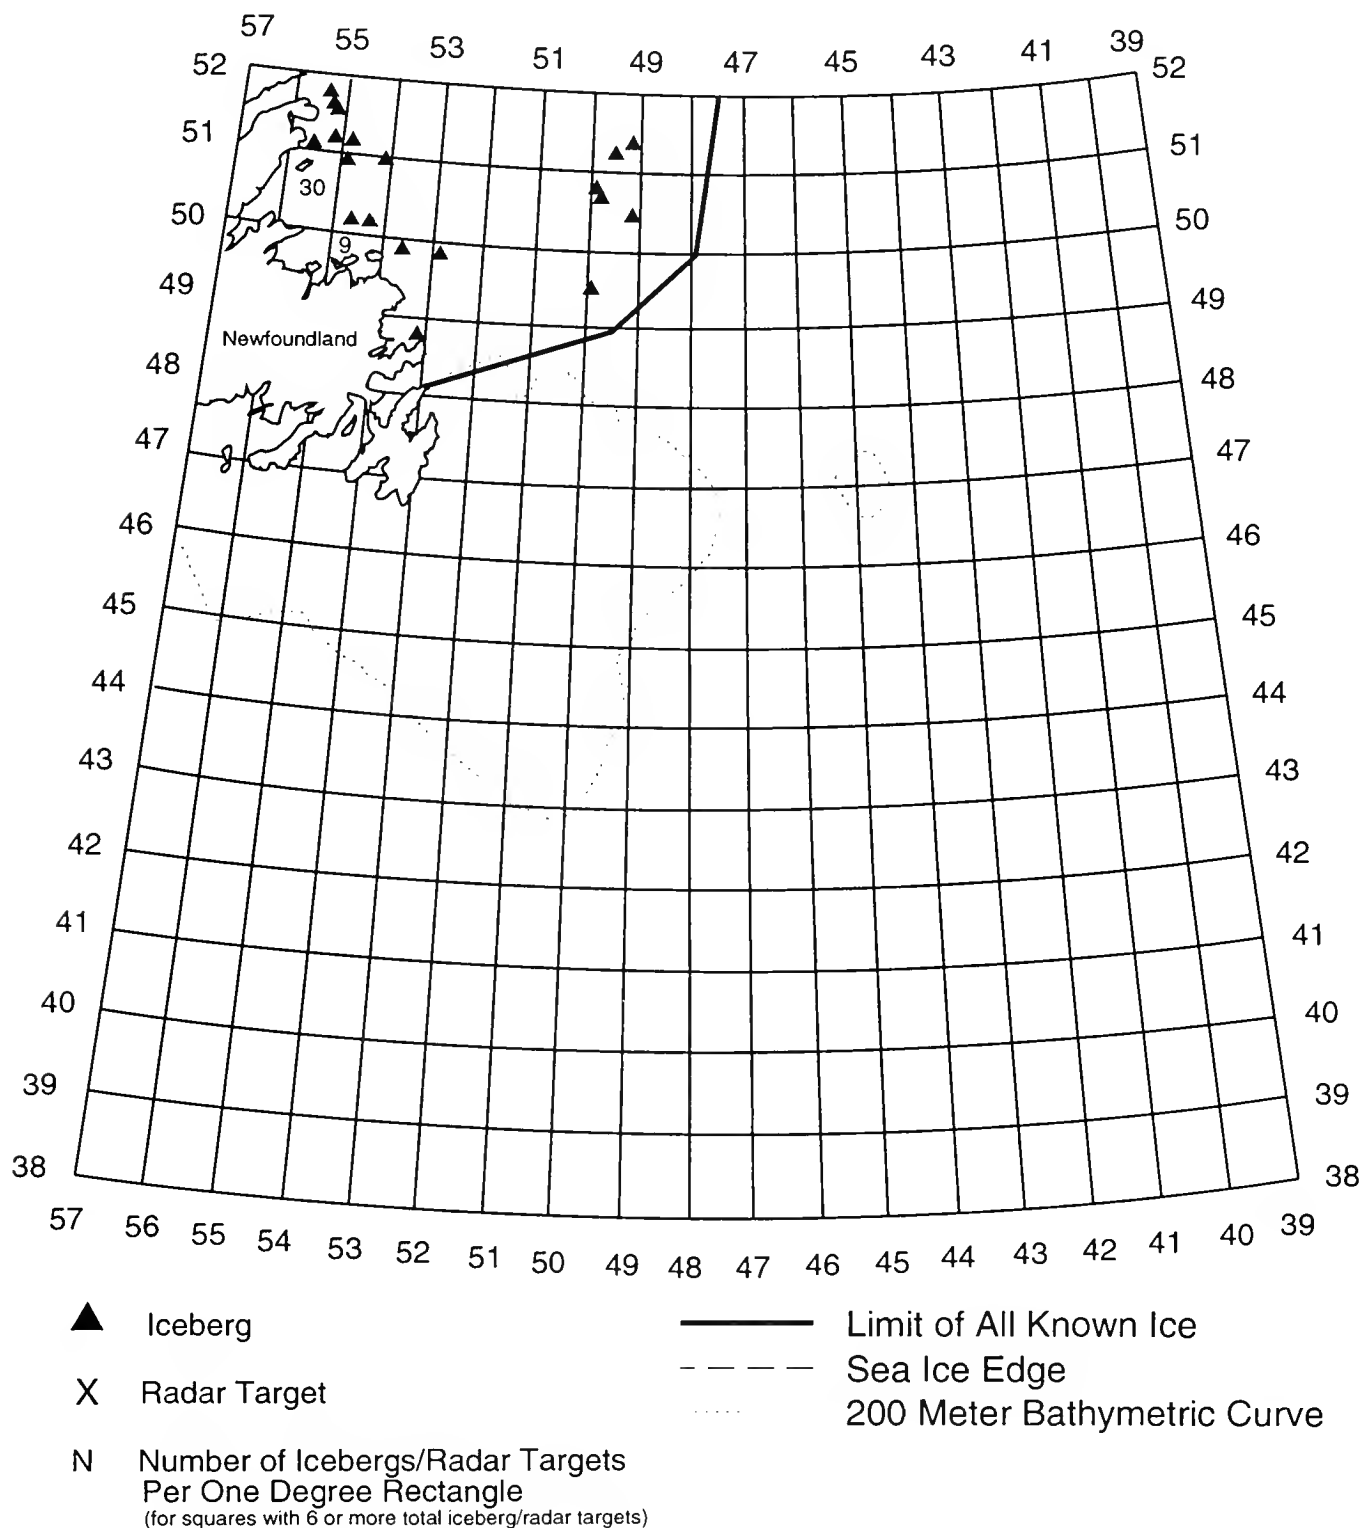 57 55 53 51 49 47 45 43 41 39
52 52
51 51
30
50 50
9
49 49
Newfoundland
48 48
47 47
46 46
45 45
44 44
43 43
42 42
41 41
40 40
39 39
38 38
57 56 55 54 53 52 51 50 49 48 47 46 45 44 43 42 41 40 39
Iceberg
Limit of All Known Ice
Sea Ice Edge
X Radar Target
200 Meter Bathymetric Curve
N Number of Icebergs/Radar Targets
Per One Degree Rectangle
(for squares with 6 or more total iceberg/radar targets)